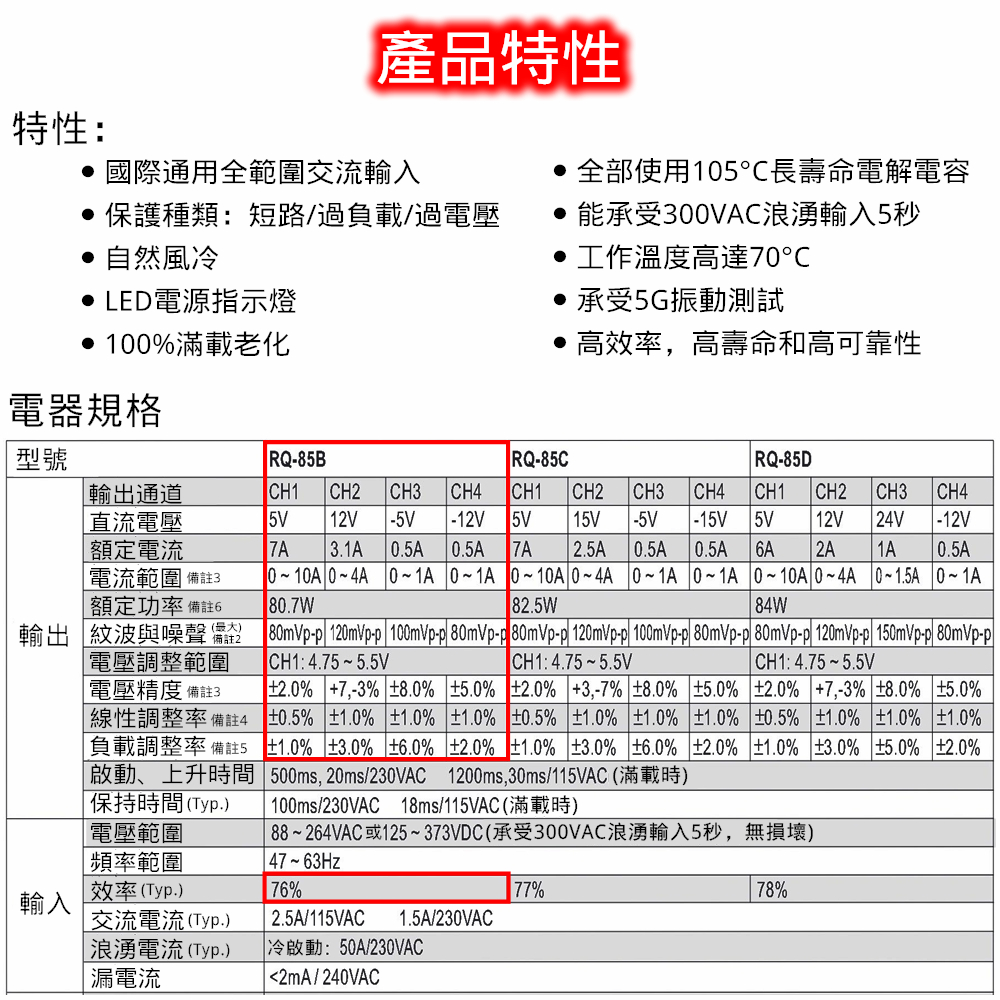 產品特性
特性：
• 國際通用全範圍交流輸入
• 保護種類：短路/過負載/過電壓
• 自然風冷
• LED電源指示燈
• 100%滿載老化
• 全部使用105°C長壽命電解電容
• 能承受300VAC浪湧輸入5秒
• 工作溫度高達70°C
• 承受5G振動測試
• 高效率，高壽命和高可靠性
電器規格
型號 RQ-85B RQ-85C RQ-85D
輸出
輸出通道 CH1 CH2 CH3 CH4 CH1 CH2 CH3 CH4 CH1 CH2 CH3 CH4
直流電壓 5V 12V -5V -12V 5V 15V -5V -15V 5V 12V 24V -12V
額定電流 7A 3.1A 0.5A 0.5A 7A 2.5A 0.5A 0.5A 6A 2A 1A 0.5A
電流範圍 備註3 0 ~ 10A 0 ~ 4A 0 ~ 1A 0 ~ 1A 0 ~ 10A 0 ~ 4A 0 ~ 1A 0 ~ 1A 0 ~ 10A 0 ~ 4A 0 ~ 1.5A 0 ~ 1A
額定功率 備註6 80.7W 82.5W 84W
紋波與噪聲 (最大) 備註2 80mVp-p 120mVp-p 100mVp-p 80mVp-p 80mVp-p 120mVp-p 100mVp-p 80mVp-p 80mVp-p 120mVp-p 150mVp-p 80mVp-p
電壓調整範圍 CH1: 4.75 ~ 5.5V CH1: 4.75 ~ 5.5V CH1: 4.75 ~ 5.5V
電壓精度 備註3 ±2.0% +7,-3% ±8.0% ±5.0% ±2.0% +3,-7% ±8.0% ±5.0% ±2.0% +7,-3% ±8.0% ±5.0%
線性調整率 備註4 ±0.5% ±1.0% ±1.0% ±1.0% ±0.5% ±1.0% ±1.0% ±1.0% ±0.5% ±1.0% ±1.0% ±1.0%
負載調整率 備註5 ±1.0% ±3.0% ±6.0% ±2.0% ±1.0% ±3.0% ±6.0% ±2.0% ±1.0% ±3.0% ±5.0% ±2.0%
啟動、上升時間 500ms, 20ms/230VAC 1200ms,30ms/115VAC (滿載時)
保持時間 (Typ.) 100ms/230VAC 18ms/115VAC (滿載時)
輸入
電壓範圍 88 ~ 264VAC 或125 ~ 373VDC (承受300VAC浪湧輸入5秒，無損壞)
頻率範圍 47 ~ 63Hz
效率 (Typ.) 76% 77% 78%
交流電流 (Typ.) 2.5A/115VAC 1.5A/230VAC
浪湧電流 (Typ.) 冷啟動：50A/230VAC
漏電流 <2mA / 240VAC